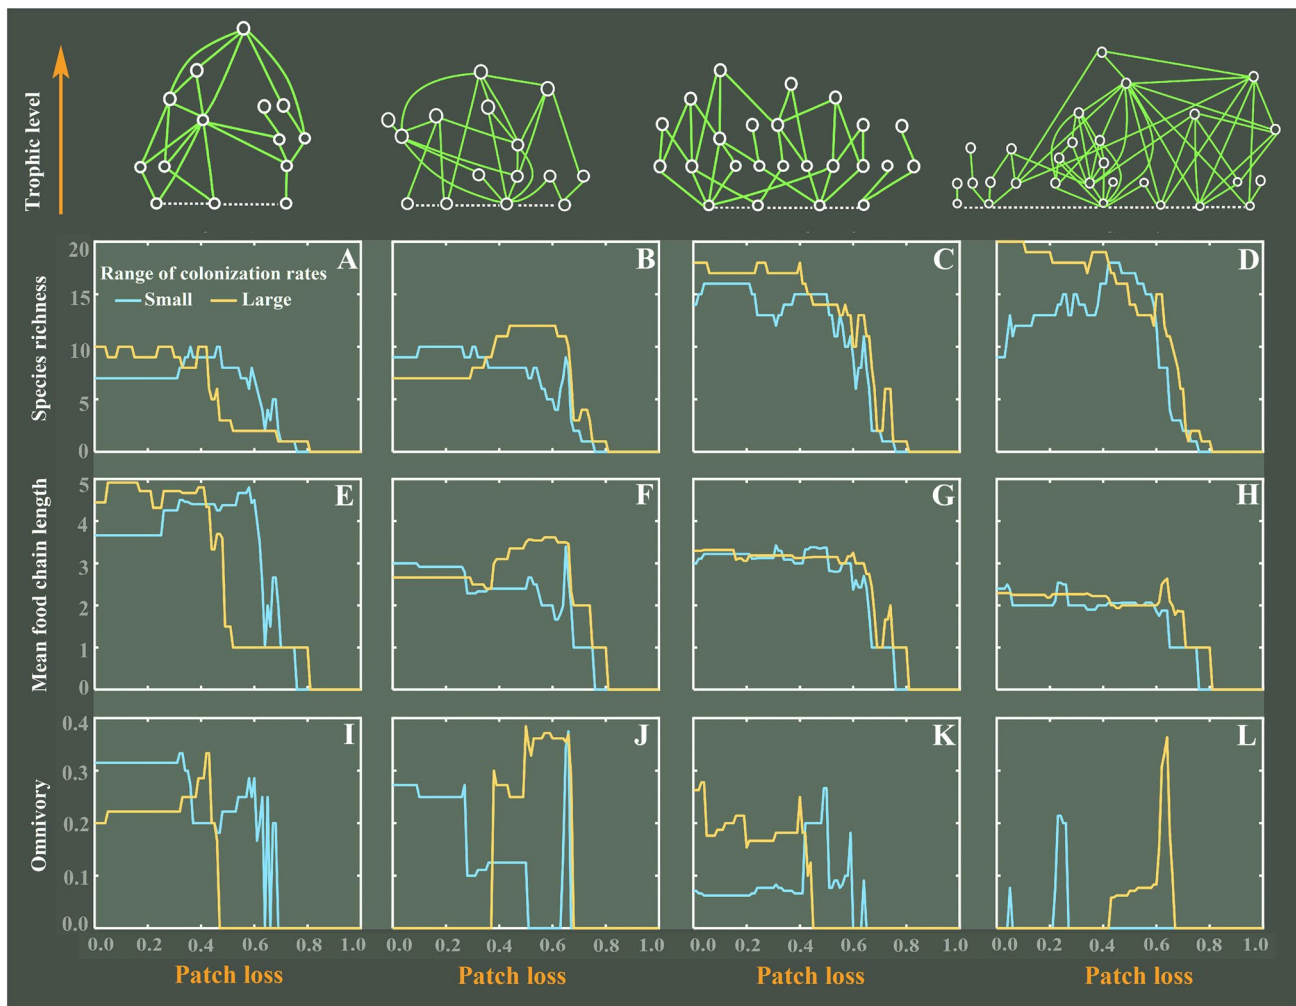 Trophic level
Species richness
20
15
10
5
0
A
Range of colonization rates
Small Large
B
C
D
Mean food chain length
5
4
3
2
1
0
E
F
G
H
Omnivory
0.4
0.3
0.2
0.1
0.0
I
J
K
L
0.0 0.2 0.4 0.6 0.8 1.0
0.0 0.2 0.4 0.6 0.8 1.0
0.0 0.2 0.4 0.6 0.8 1.0
0.0 0.2 0.4 0.6 0.8 1.0
Patch loss
Patch loss
Patch loss
Patch loss